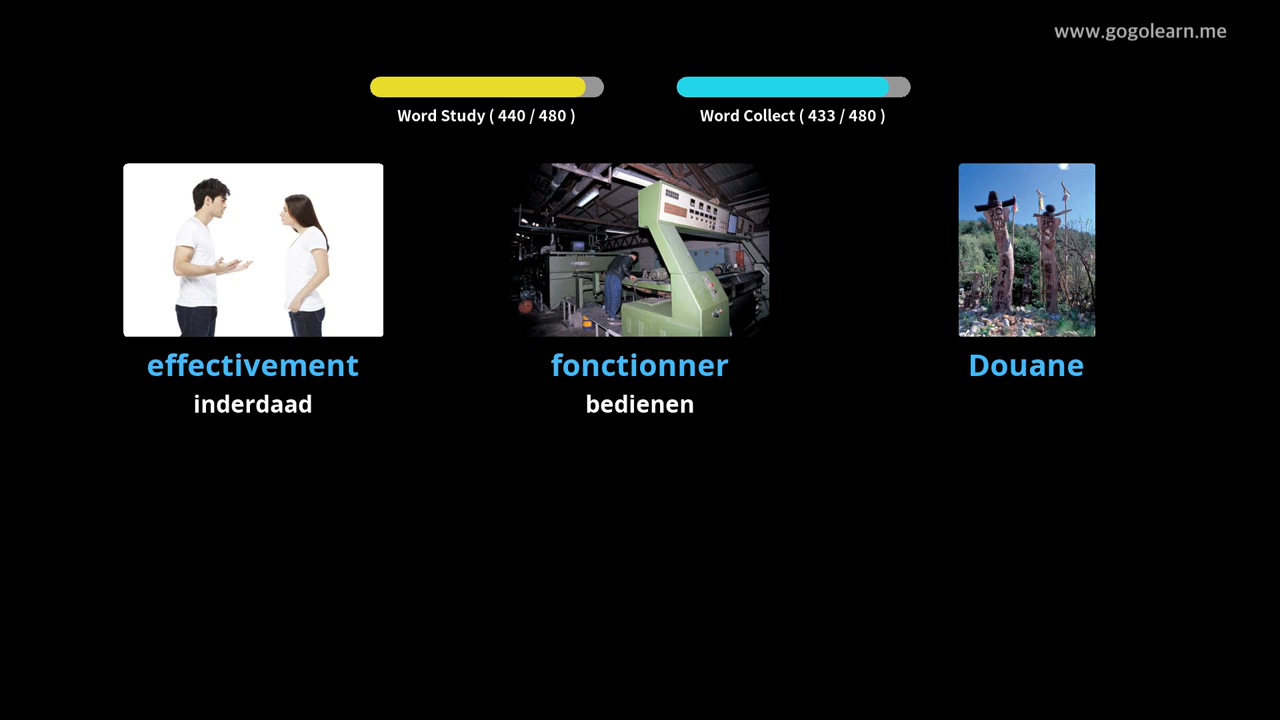 www.gogolearn.me
Word Study ( 440 / 480 )
Word Collect ( 433 / 480 )
effectivement
fonctionner
Douane
inderdaad
bedienen